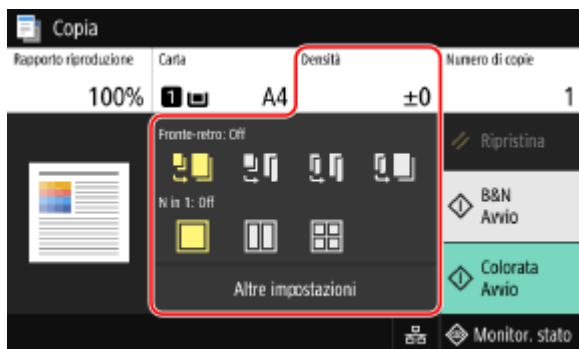 Copia
Rapporto riproduzione Carta Densità Numero di copie
100% 1 A4 ±0 1
Fronte-retro: Off
Ripristina
N in 1: Off
B&N
Avvio
Altre impostazioni
Colorata
Avvio
Monitor. stato